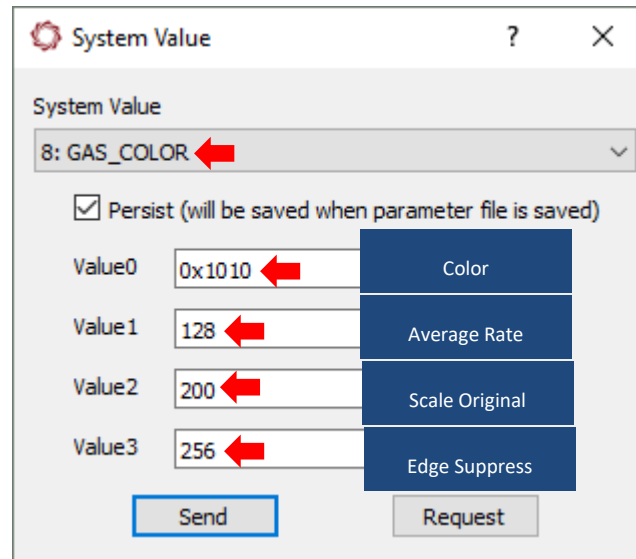 System Value ?
System Value
8: GAS_COLOR
Persist (will be saved when parameter file is saved)
Value0 0x1010 Color
Value1 128 Average Rate
Value2 200 Scale Original
Value3 256 Edge Suppress
Send Request